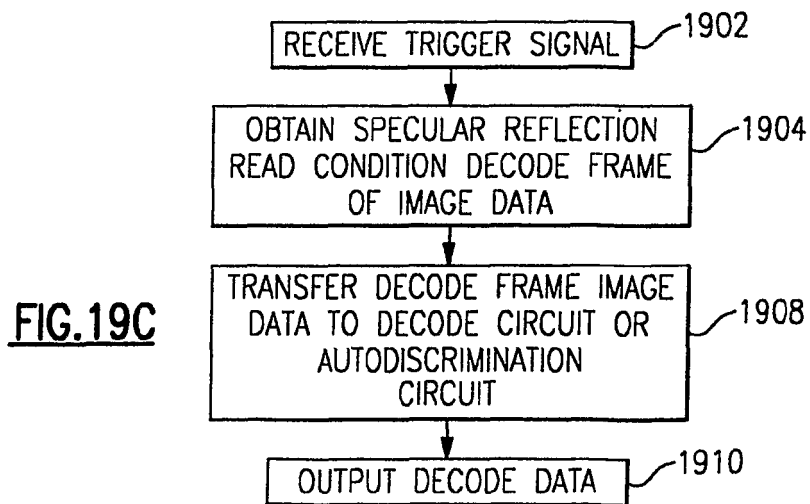 RECEIVE TRIGGER SIGNAL
1902
OBTAIN SPECULAR REFLECTION
READ CONDITION DECODE FRAME
OF IMAGE DATA
1904
TRANSFER DECODE FRAME IMAGE
DATA TO DECODE CIRCUIT OR
AUTODISCRIMINATION
CIRCUIT
1908
FIG.19C
OUTPUT DECODE DATA
1910